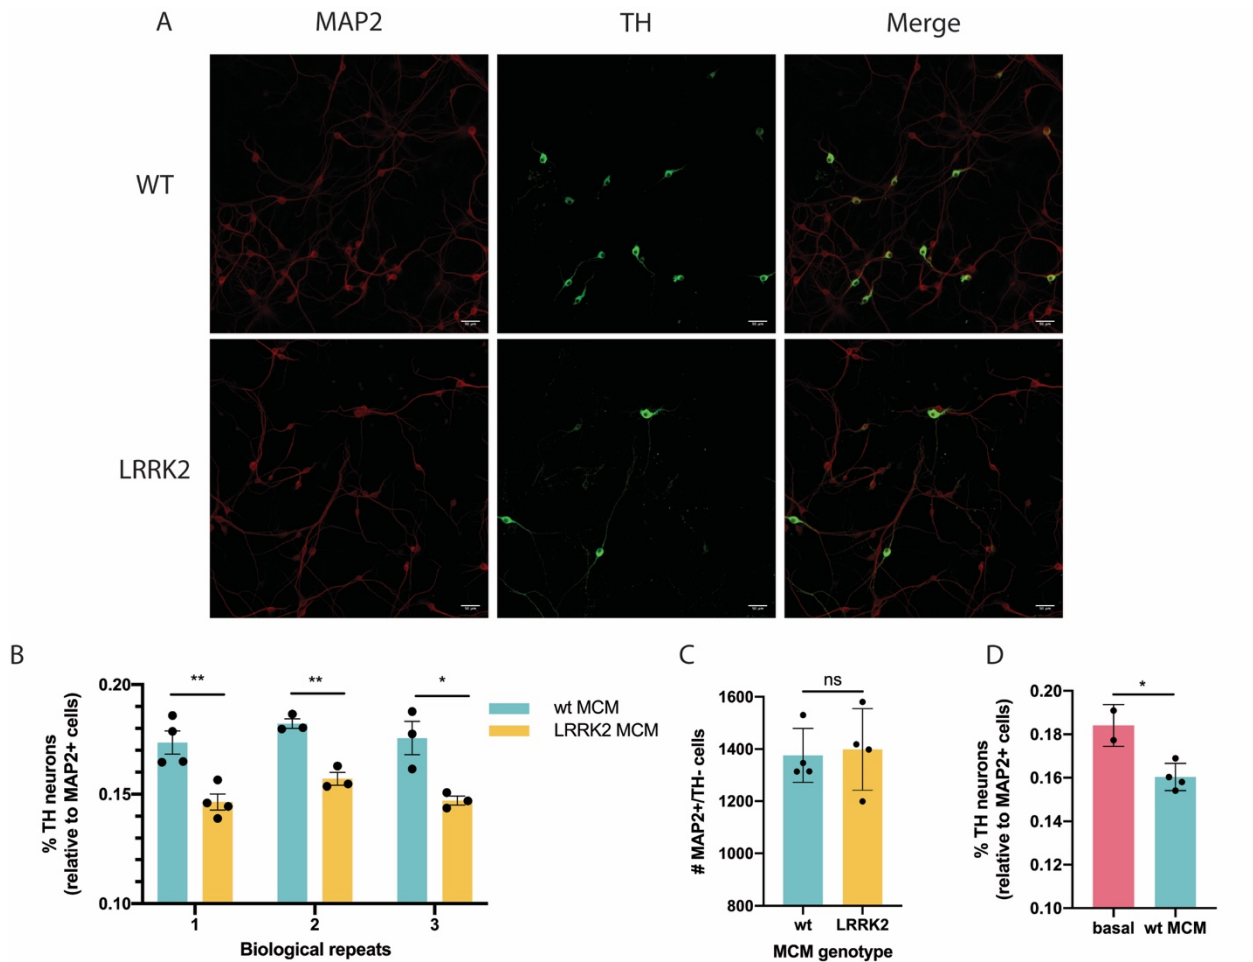 A
MAP2
TH
Merge
WT
LRRK2
B
% TH neurons
(relative to MAP2+ cells)
0.20
0.15
0.10
**
**
*
1
2
3
Biological repeats
wt MCM
LRRK2 MCM
C
# MAP2+/TH- cells
1600
1400
1200
1000
800
ns
wt
LRRK2
MCM genotype
D
% TH neurons
(relative to MAP2+ cells)
0.20
0.18
0.16
0.14
0.12
0.10
*
basal
wt MCM